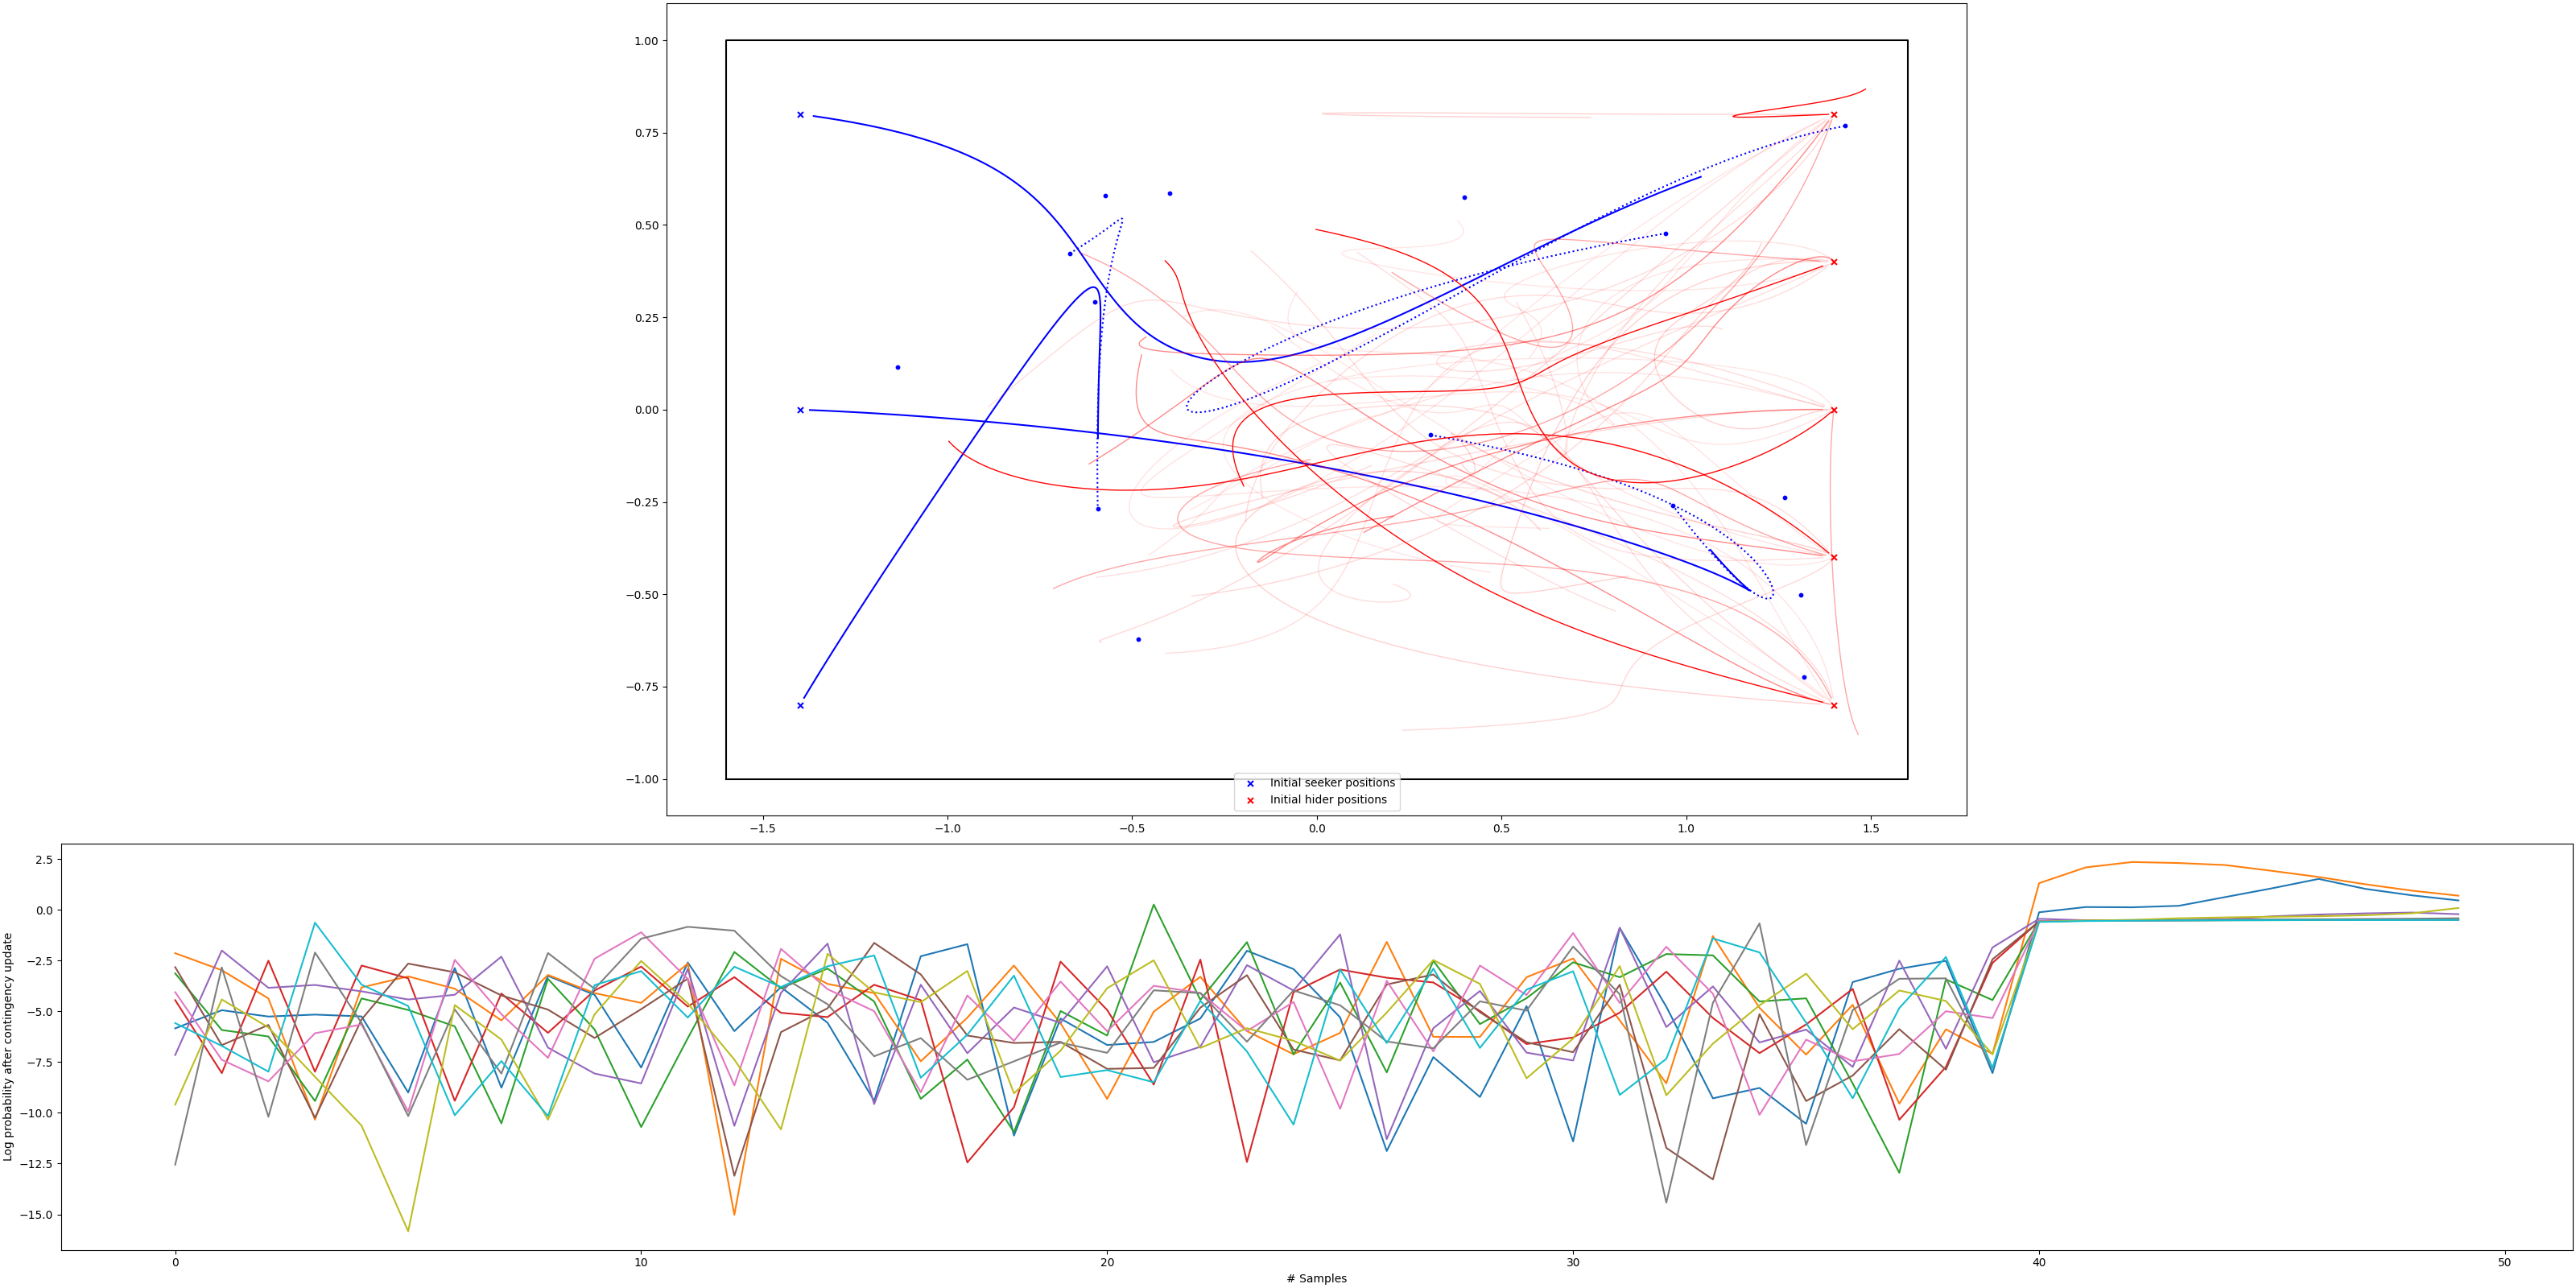 1.00
0.75
0.50
0.25
0.00
−0.25
−0.50
−0.75
−1.00
Initial seeker positions
Initial hider positions
−1.5 −1.0 −0.5 0.0 0.5 1.0 1.5
Log probability after contingency update
2.5
0.0
−2.5
−5.0
−7.5
−10.0
−12.5
−15.0
0 10 20 30 40 50
# Samples